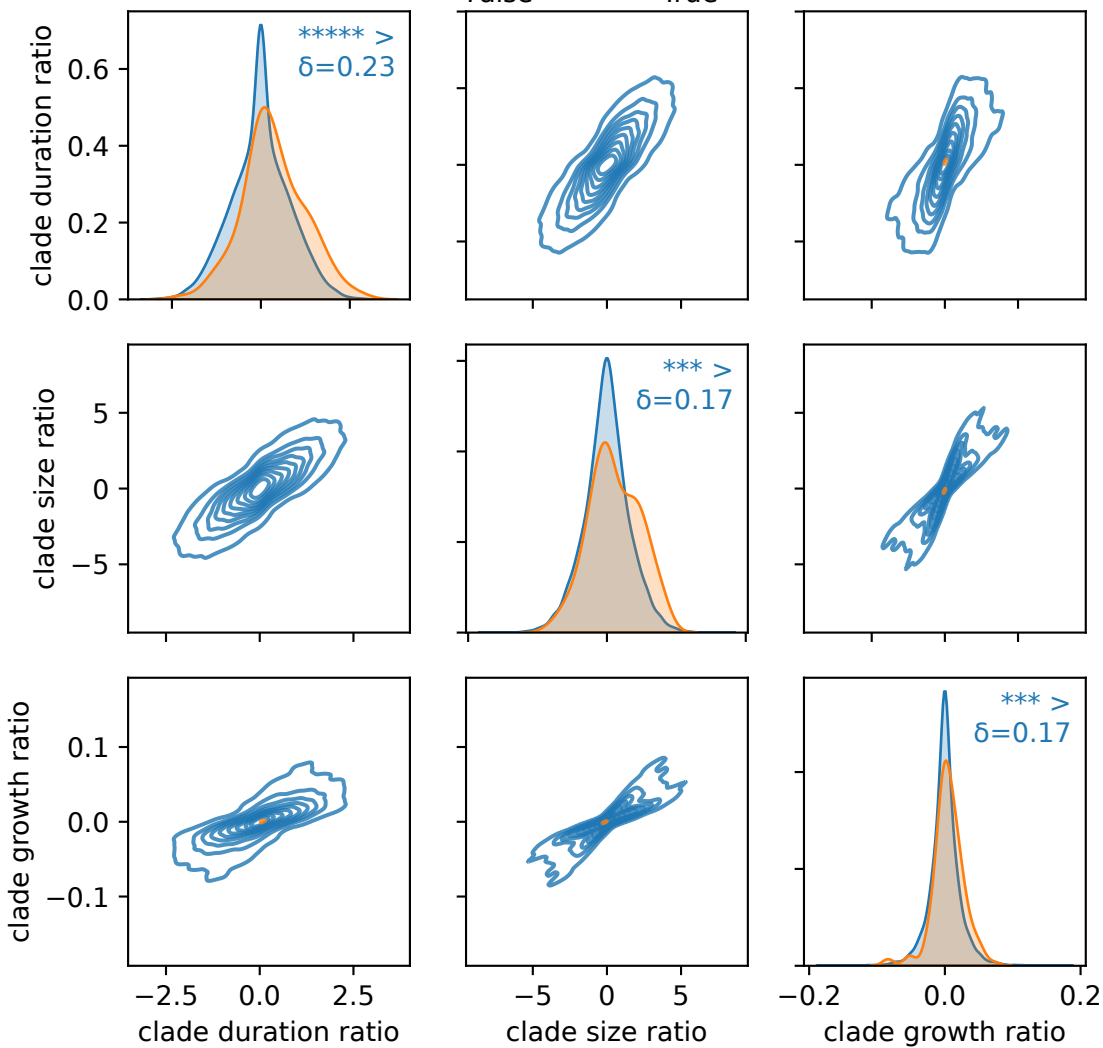 clade duration ratio
0.6
0.4
0.2
0.0
***** >
δ=0.23
clade size ratio
5
0
−5
*** >
δ=0.17
clade growth ratio
0.1
0.0
−0.1
*** >
δ=0.17
−2.5 0.0 2.5
−5 0 5
−0.2 0.0 0.2
clade duration ratio
clade size ratio
clade growth ratio